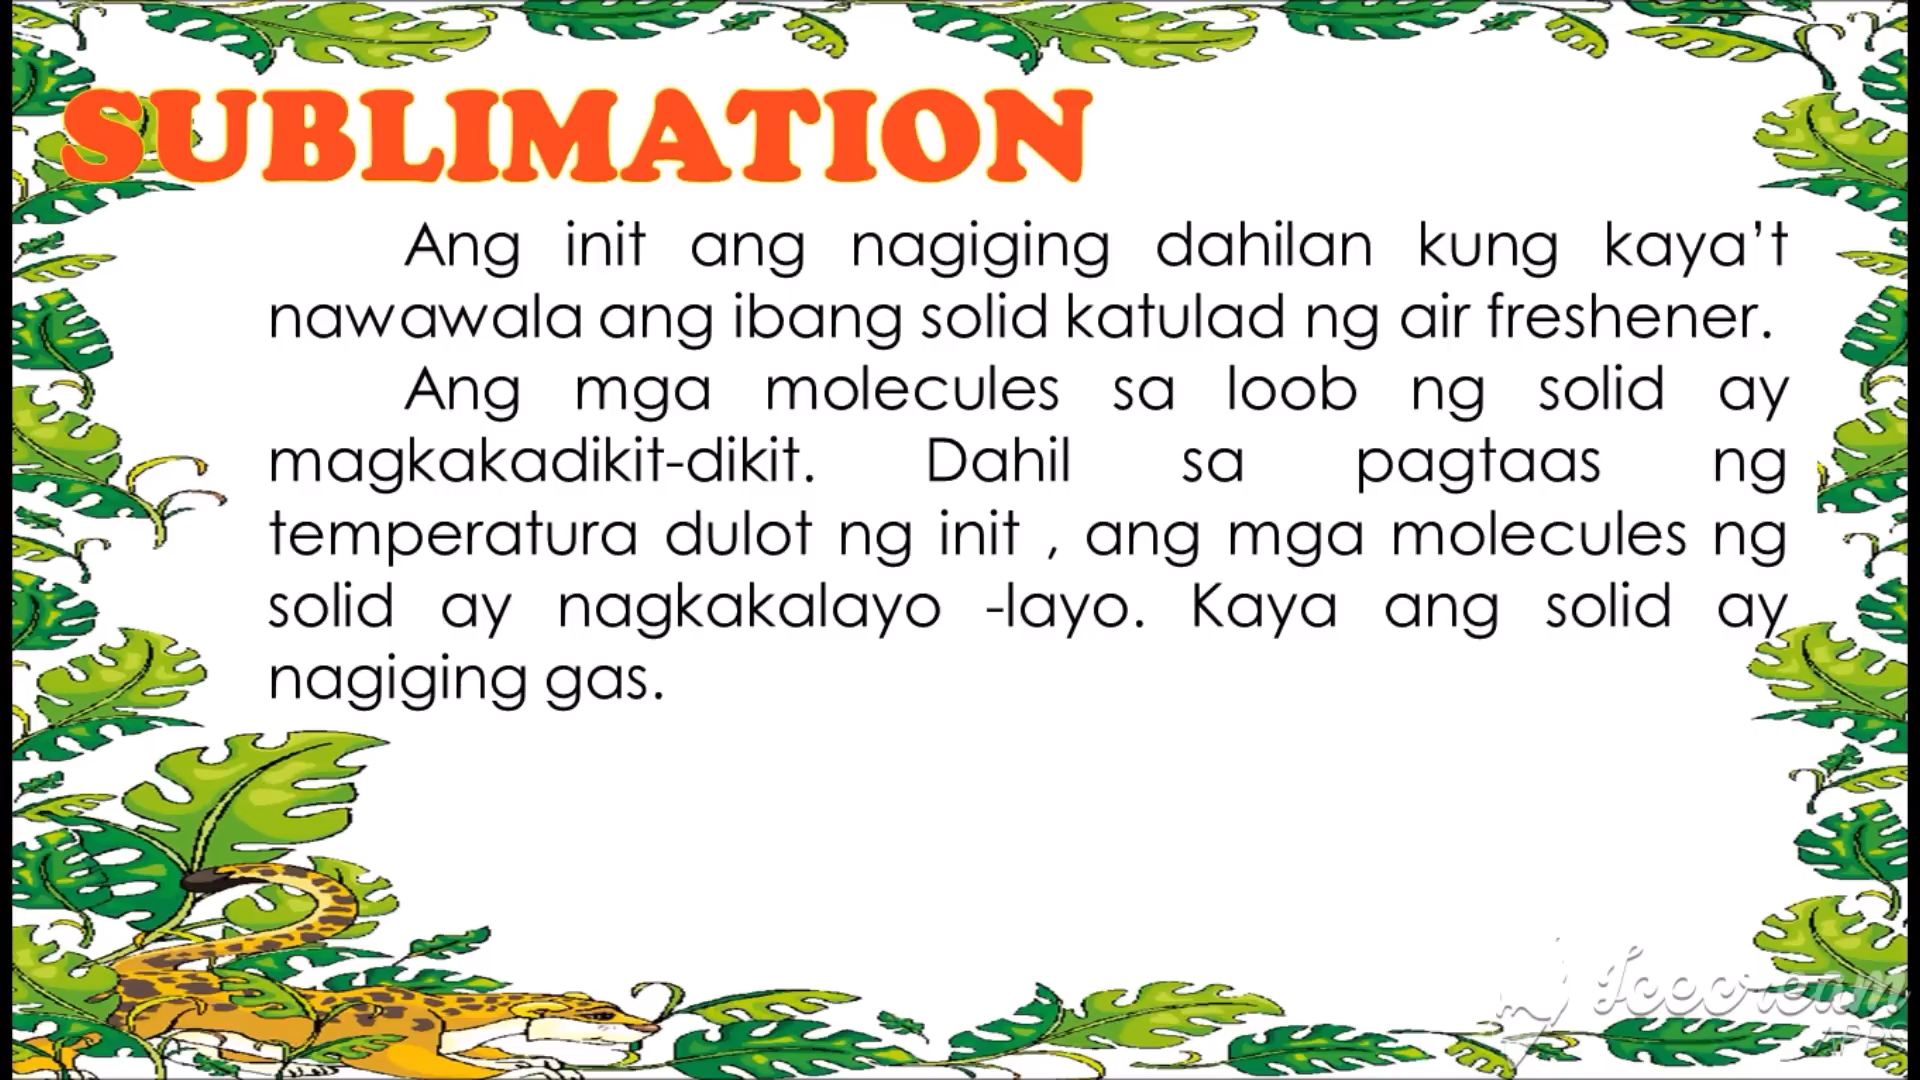 SUBLIMATION
Ang init ang nagiging dahilan kung kaya’t
nawawala ang ibang solid katulad ng air freshener.
Ang mga molecules sa loob ng solid ay
magkakadikit-dikit. Dahil sa pagtaas ng
temperatura dulot ng init , ang mga molecules ng
solid ay nagkakalayo -layo. Kaya ang solid ay
nagiging gas.
APPS